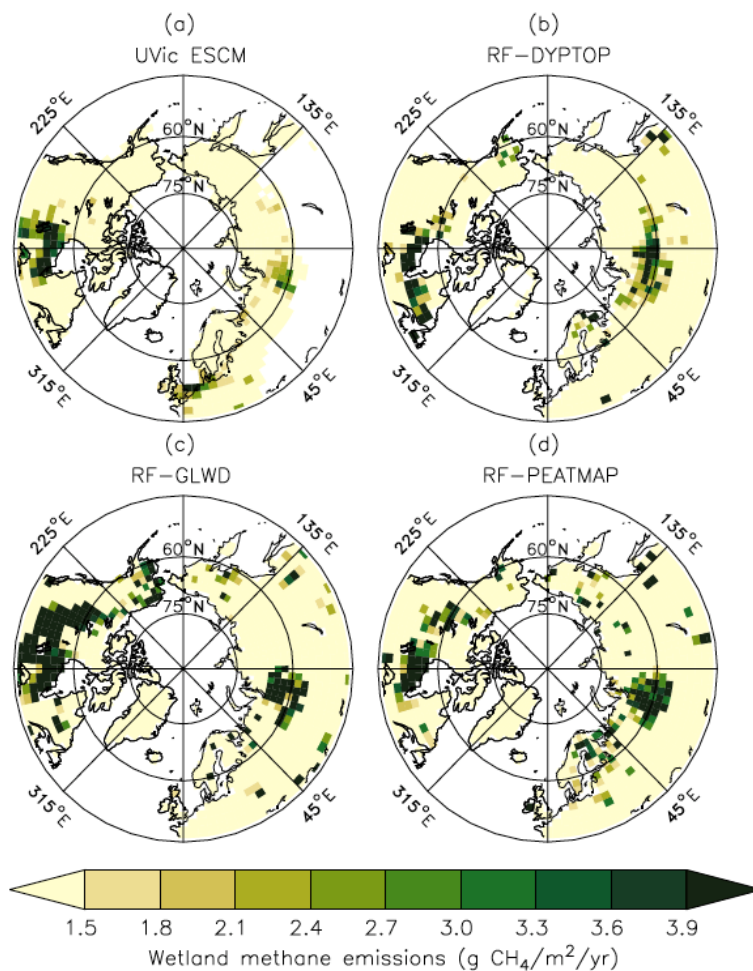 (a)
UVic ESCM
225°E
135°E
60°N
75°N
315°E
45°E
(b)
RF-DYPTOP
225°E
135°E
60°N
75°N
315°E
45°E
(c)
RF-GLWD
225°E
135°E
60°N
75°N
315°E
45°E
(d)
RF-PEATMAP
225°E
135°E
60°N
75°N
315°E
45°E
1.5 1.8 2.1 2.4 2.7 3.0 3.3 3.6 3.9
Wetland methane emissions (g CH₄/m²/yr)